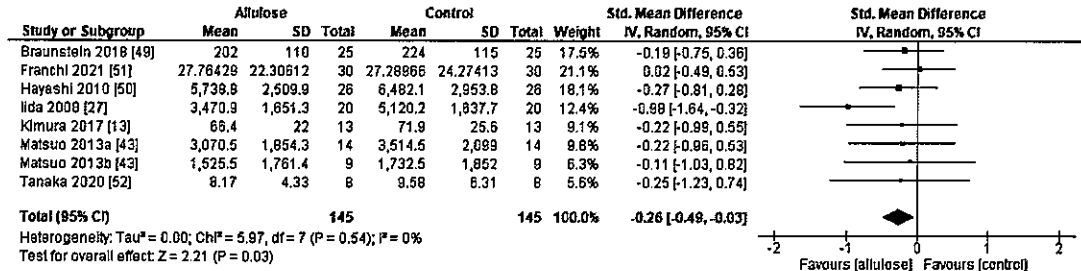 Allulose Control Std. Mean Difference Std. Mean Difference
Study or Subgroup Mean SD Total Mean SD Total Weight IV, Random, 95% CI IV, Random, 95% CI
Braunstein 2018 [49] 202 110 25 224 115 25 17.5% -0.19 [-0.75, 0.36]
Franchi 2021 [51] 27.76429 22.30612 30 27.28866 24.27413 30 21.1% 0.02 [-0.49, 0.53]
Hayashi 2010 [50] 5,738.8 2,509.9 26 6,482.1 2,953.8 26 18.1% -0.27 [-0.81, 0.28]
Iida 2008 [27] 3,470.9 1,651.3 20 5,120.2 1,637.7 20 12.4% -0.98 [-1.64, -0.32]
Kimura 2017 [13] 66.4 22 13 71.9 25.6 13 9.1% -0.22 [-0.99, 0.55]
Matsuo 2013a [43] 3,070.5 1,854.3 14 3,514.5 2,099 14 9.8% -0.22 [-0.96, 0.53]
Matsuo 2013b [43] 1,525.5 1,761.4 9 1,732.5 1,852 9 6.3% -0.11 [-1.03, 0.82]
Tanaka 2020 [52] 8.17 4.33 8 9.58 6.31 8 5.6% -0.25 [-1.23, 0.74]
Total (95% CI) 145 145 100.0% -0.26 [-0.49, -0.03]
Heterogeneity: Tau² = 0.00; Chi² = 5.97, df = 7 (P = 0.54); I² = 0%
Test for overall effect: Z = 2.21 (P = 0.03)
-2 -1 0 1 2
Favours [allulose] Favours [control]